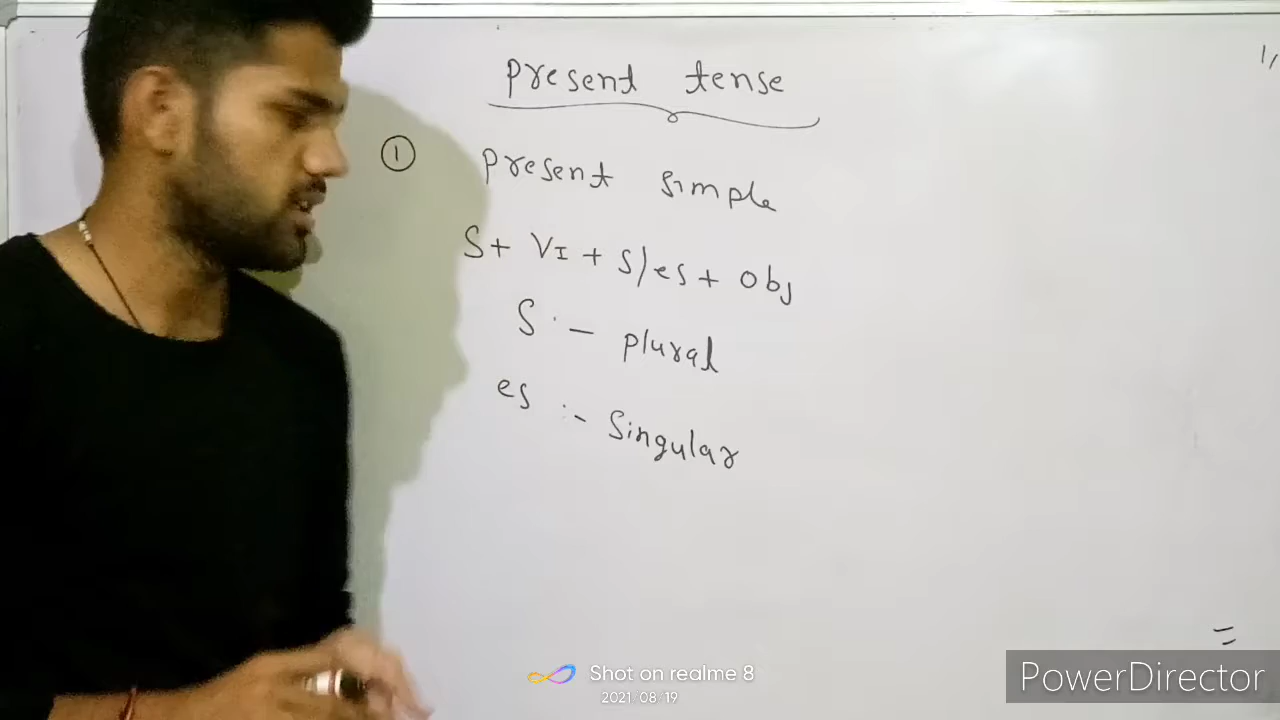 Present tense
① Present Simple
S + VI + S/es + obj
S :- plural
es :- Singular
Shot on realme 8
2021/08/19
PowerDirector